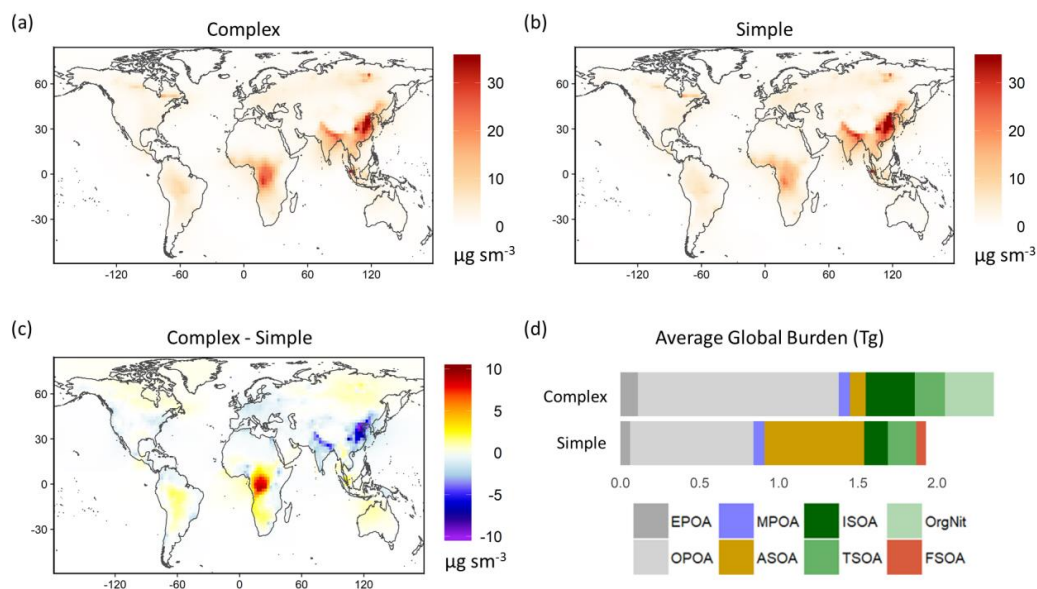 (a)
Complex
60
30
0
-30
-120 -60 0 60 120
30
20
10
0
µg sm-3
(b)
Simple
60
30
0
-30
-120 -60 0 60 120
30
20
10
0
µg sm-3
(c)
Complex - Simple
60
30
0
-30
-120 -60 0 60 120
10
5
0
-5
-10
µg sm-3
(d)
Average Global Burden (Tg)
Complex
Simple
0.0 0.5 1.0 1.5 2.0
EPOA MPOA ISOA OrgNit
OPOA ASOA TSOA FSOA